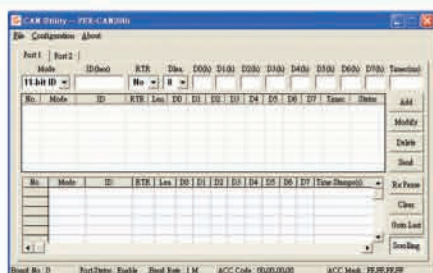 CAN Utility -- PEX-CAN200i
File Configuration About
Port 1 Port 2
Mode ID(hex) RTR Dlen D0(h) D1(h) D2(h) D3(h) D4(h) D5(h) D6(h) D7(h) Timer(ms)
11-bit ID No 8
No. Mode ID RTR Len D0 D1 D2 D3 D4 D5 D6 D7 Timer Status
Add
Modify
Delete
Send
No Mode ID RTR Len D0 D1 D2 D3 D4 D5 D6 D7 Time Stamp(s)
Rx Pause
Clear
Goto Last
Scrolling
Board No.: 0 Port Status: Enable Baud Rate: 1 M ACC Code : 00:00:00:00 ACC Mask : FF:FF:FF:FF